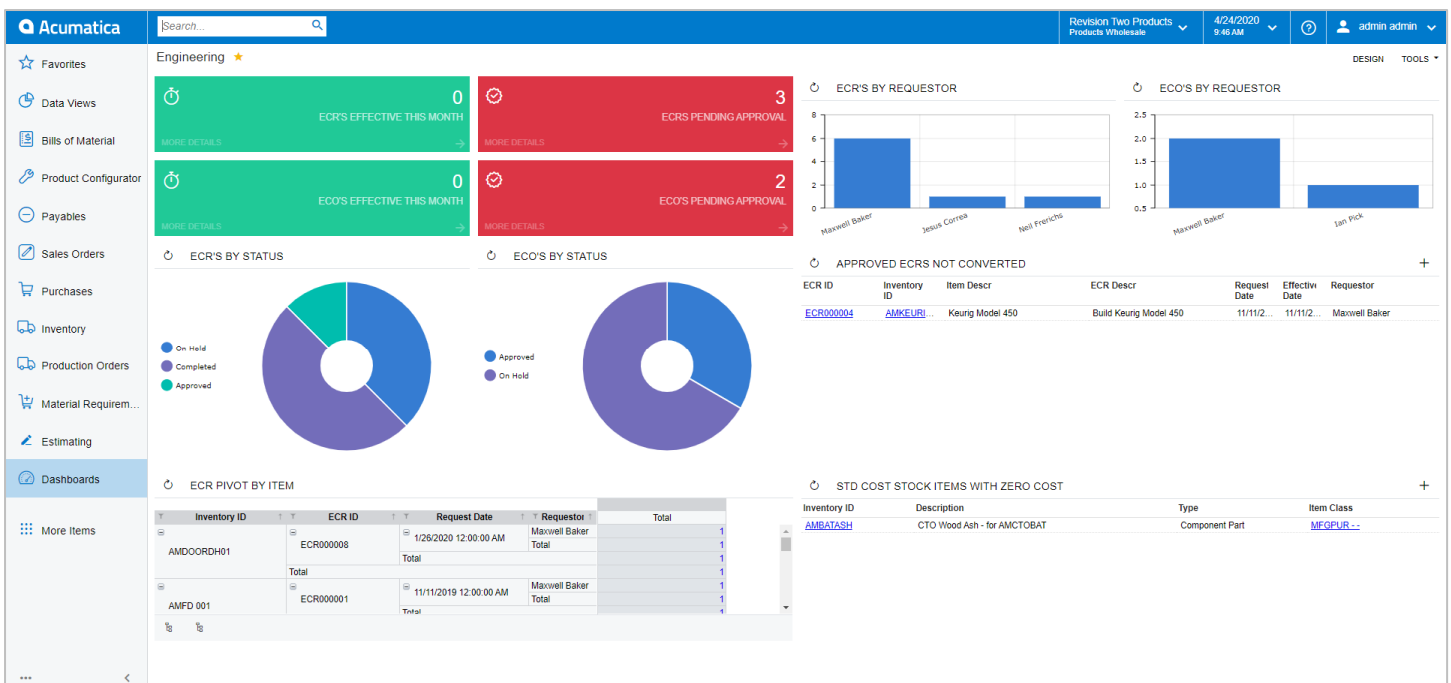 Acumatica
Search...
Revision Two Products
Products Wholesale
4/24/2020
9:46 AM
admin admin
Favorites
Data Views
Bills of Material
Product Configurator
Payables
Sales Orders
Purchases
Inventory
Production Orders
Material Requirem...
Estimating
Dashboards
More Items
Engineering
DESIGN TOOLS
0
ECR'S EFFECTIVE THIS MONTH
MORE DETAILS
3
ECRS PENDING APPROVAL
MORE DETAILS
0
ECO'S EFFECTIVE THIS MONTH
MORE DETAILS
2
ECO'S PENDING APPROVAL
MORE DETAILS
ECR'S BY REQUESTOR
8
6
4
2
0
Maxwell Baker
Jesus Correa
Neil Frerichs
ECO'S BY REQUESTOR
2.5
2.0
1.5
1.0
0.5
Maxwell Baker
Ian Pick
ECR'S BY STATUS
On Hold
Completed
Approved
ECO'S BY STATUS
Approved
On Hold
APPROVED ECRS NOT CONVERTED
ECR ID Inventory ID Item Descr ECR Descr Request Date Effective Date Requestor
ECR000004 AMKEURI... Keurig Model 450 Build Keurig Model 450 11/11/2... 11/11/2... Maxwell Baker
ECR PIVOT BY ITEM
Inventory ID ECR ID Request Date Requestor Total
AMDOORDH01 ECR000008 1/26/2020 12:00:00 AM Maxwell Baker 1
Total 1
Total 1
Total 1
AMFD 001 ECR000001 11/11/2019 12:00:00 AM Maxwell Baker 1
Total 1
Total 1
STD COST STOCK ITEMS WITH ZERO COST
Inventory ID Description Type Item Class
AMBATASH CTO Wood Ash - for AMCTOBAT Component Part MFGPUR - -